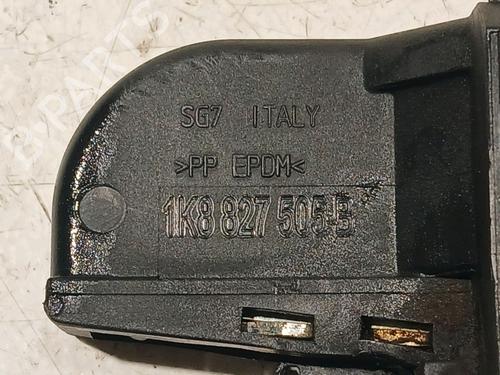 SG7 ITALY
>PP EPDM<
1K8 827 505-B